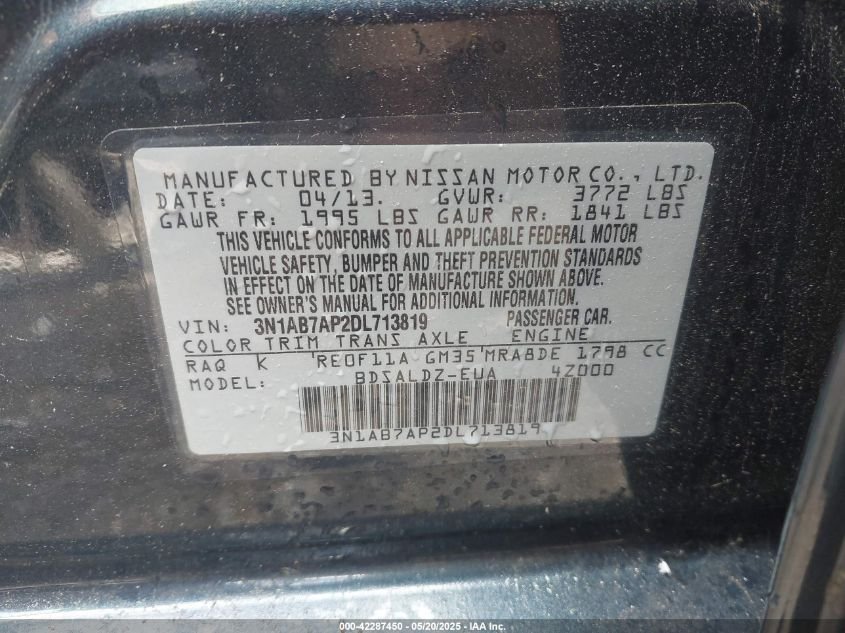 MANUFACTURED BY NISSAN MOTOR CO., LTD.
DATE: 04/13. GVWR: 3772 LBS
GAWR FR: 1995 LBS GAWR RR: 1841 LBS
THIS VEHICLE CONFORMS TO ALL APPLICABLE FEDERAL MOTOR
VEHICLE SAFETY, BUMPER AND THEFT PREVENTION STANDARDS
IN EFFECT ON THE DATE OF MANUFACTURE SHOWN ABOVE.
SEE OWNER'S MANUAL FOR ADDITIONAL INFORMATION.
VIN: 3N1AB7AP2DL713819 PASSENGER CAR.
COLOR TRIM TRANS AXLE ENGINE
RAQ K 'RE0F11A GM35'MRA8DE 1798 CC
MODEL: BDSALDZ-EUA 4Z000
3N1AB7AP2DL713819
000-42287450 - 05/20/2025 - IAA Inc.